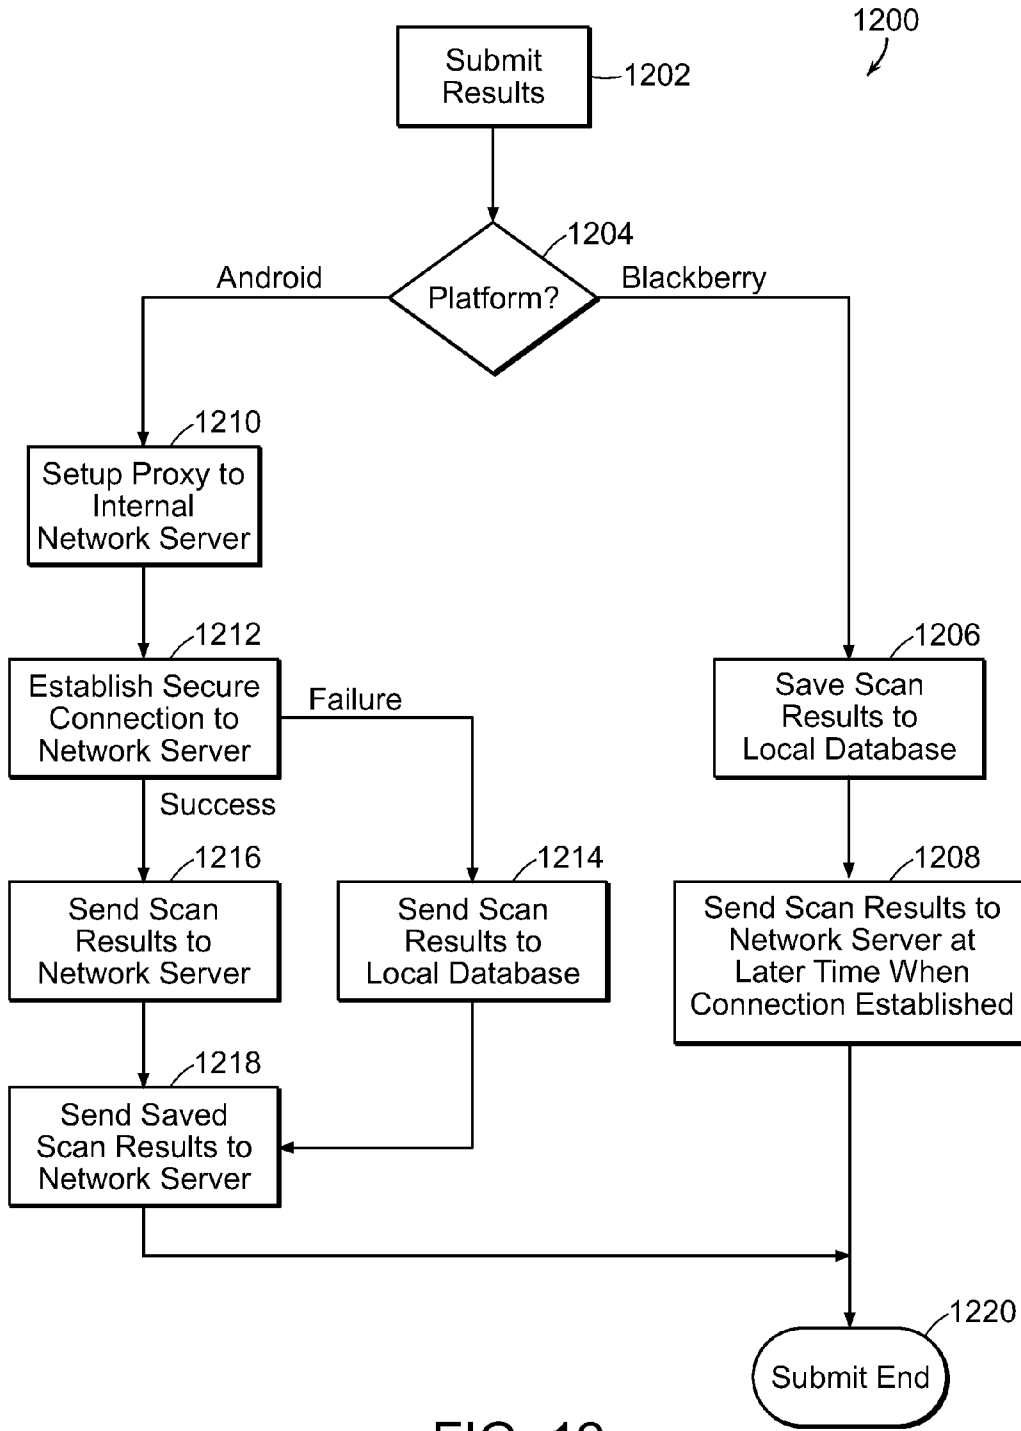 1200
Submit
Results
1202
1204
Platform?
Android
Blackberry
1210
Setup Proxy to
Internal
Network Server
1212
Establish Secure
Connection to
Network Server
Failure
Success
1206
Save Scan
Results to
Local Database
1216
Send Scan
Results to
Network Server
1214
Send Scan
Results to
Local Database
1208
Send Scan Results to
Network Server at
Later Time When
Connection Established
1218
Send Saved
Scan Results to
Network Server
1220
Submit End